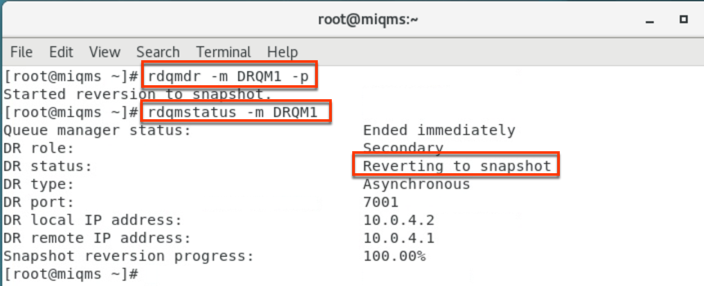 root@miqms:~
File Edit View Search Terminal Help
[root@miqms ~]# rdqmdr -m DRQM1 -p
Started reversion to snapshot.
[root@miqms ~]# rdqmstatus -m DRQM1
Queue manager status: Ended immediately
DR role: Secondary
DR status: Reverting to snapshot
DR type: Asynchronous
DR port: 7001
DR local IP address: 10.0.4.2
DR remote IP address: 10.0.4.1
Snapshot reversion progress: 100.00%
[root@miqms ~]#